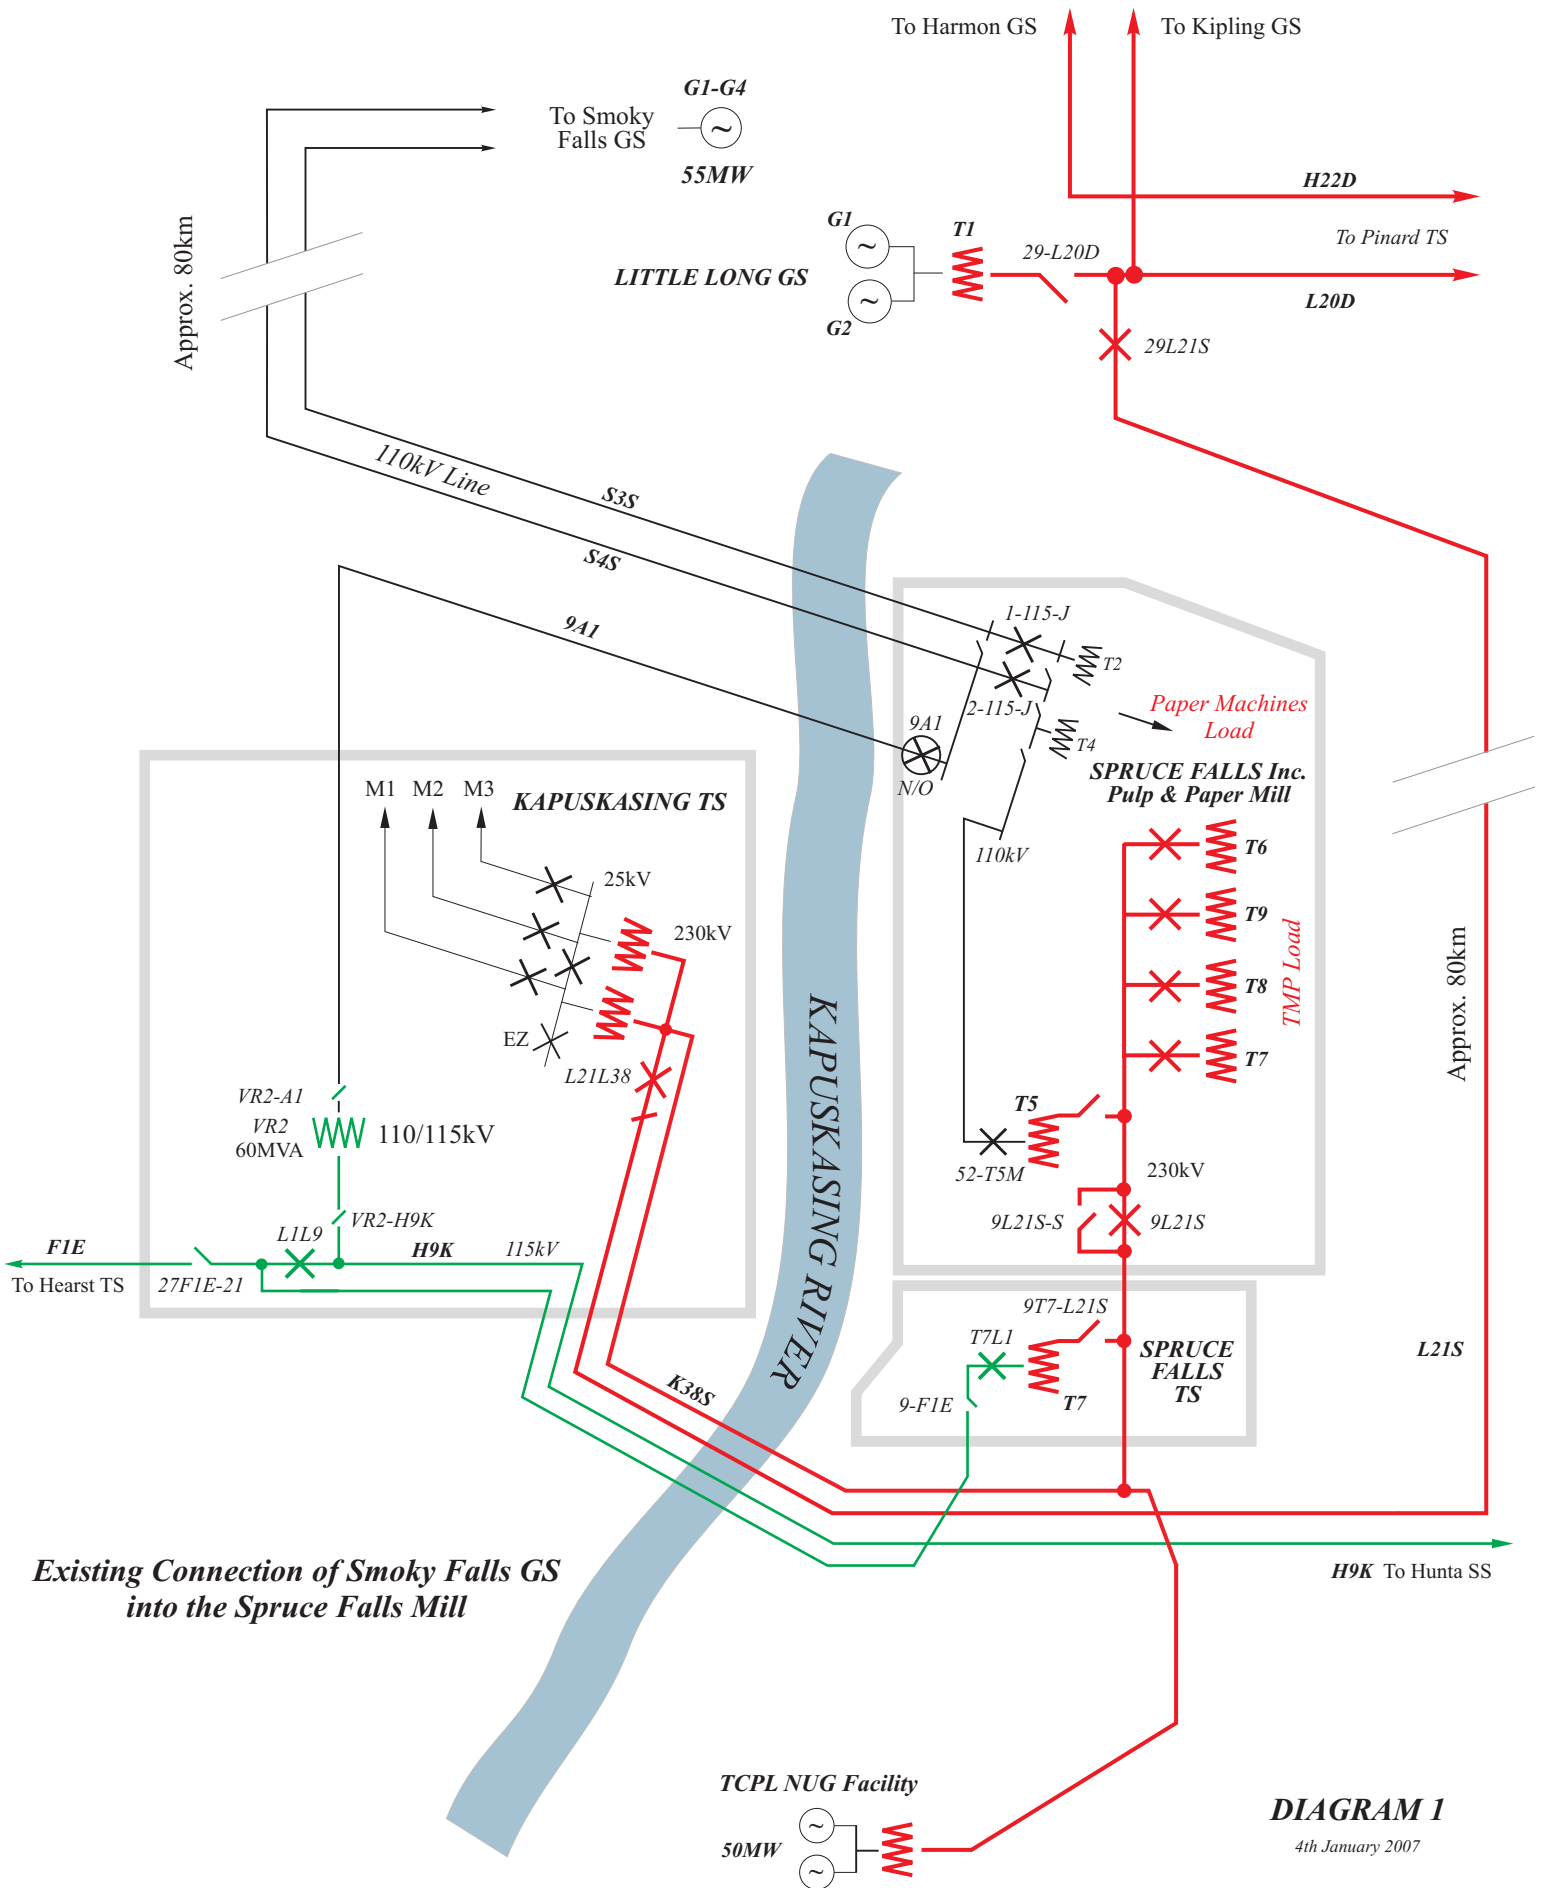 To Harmon GS
To Kipling GS
G1-G4
To Smoky
Falls GS
55MW
H22D
To Pinard TS
L20D
G1
T1
29-L20D
LITTLE LONG GS
G2
29L21S
Approx. 80km
110kV Line
S3S
S4S
9A1
1-115-J
T2
2-115-J
T4
9A1
N/O
Paper Machines
Load
SPRUCE FALLS Inc.
Pulp & Paper Mill
110kV
T6
T9
T8
T7
TMP Load
T5
52-T5M
230kV
9L21S-S
9L21S
Approx. 80km
M1
M2
M3
KAPUSKASING TS
25kV
230kV
EZ
L21L38
VR2-A1
VR2
60MVA
110/115kV
VR2-H9K
L1L9
F1E
H9K
115kV
To Hearst TS
27F1E-21
KAPUSKASING RIVER
9T7-L21S
T7L1
SPRUCE
FALLS
TS
9-F1E
T7
L21S
K38S
H9K To Hunta SS
Existing Connection of Smoky Falls GS
into the Spruce Falls Mill
TCPL NUG Facility
50MW
DIAGRAM 1
4th January 2007